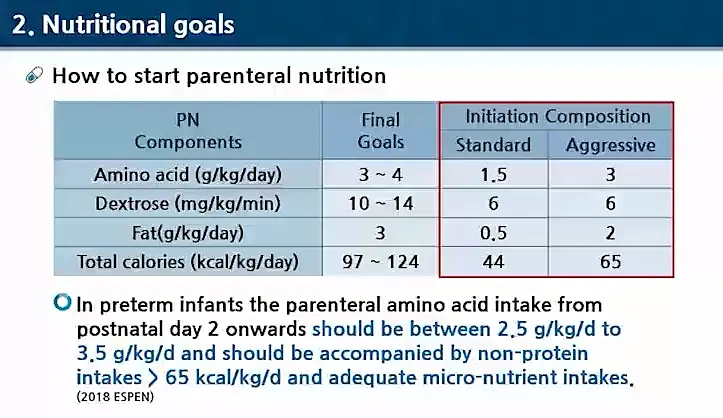 2. Nutritional goals
How to start parenteral nutrition
PN Components Final Goals Initiation Composition
Standard Aggressive
Amino acid (g/kg/day) 3 ~ 4 1.5 3
Dextrose (mg/kg/min) 10 ~ 14 6 6
Fat(g/kg/day) 3 0.5 2
Total calories (kcal/kg/day) 97 ~ 124 44 65
In preterm infants the parenteral amino acid intake from
postnatal day 2 onwards should be between 2.5 g/kg/d to
3.5 g/kg/d and should be accompanied by non-protein
intakes > 65 kcal/kg/d and adequate micro-nutrient intakes.
(2018 ESPEN)